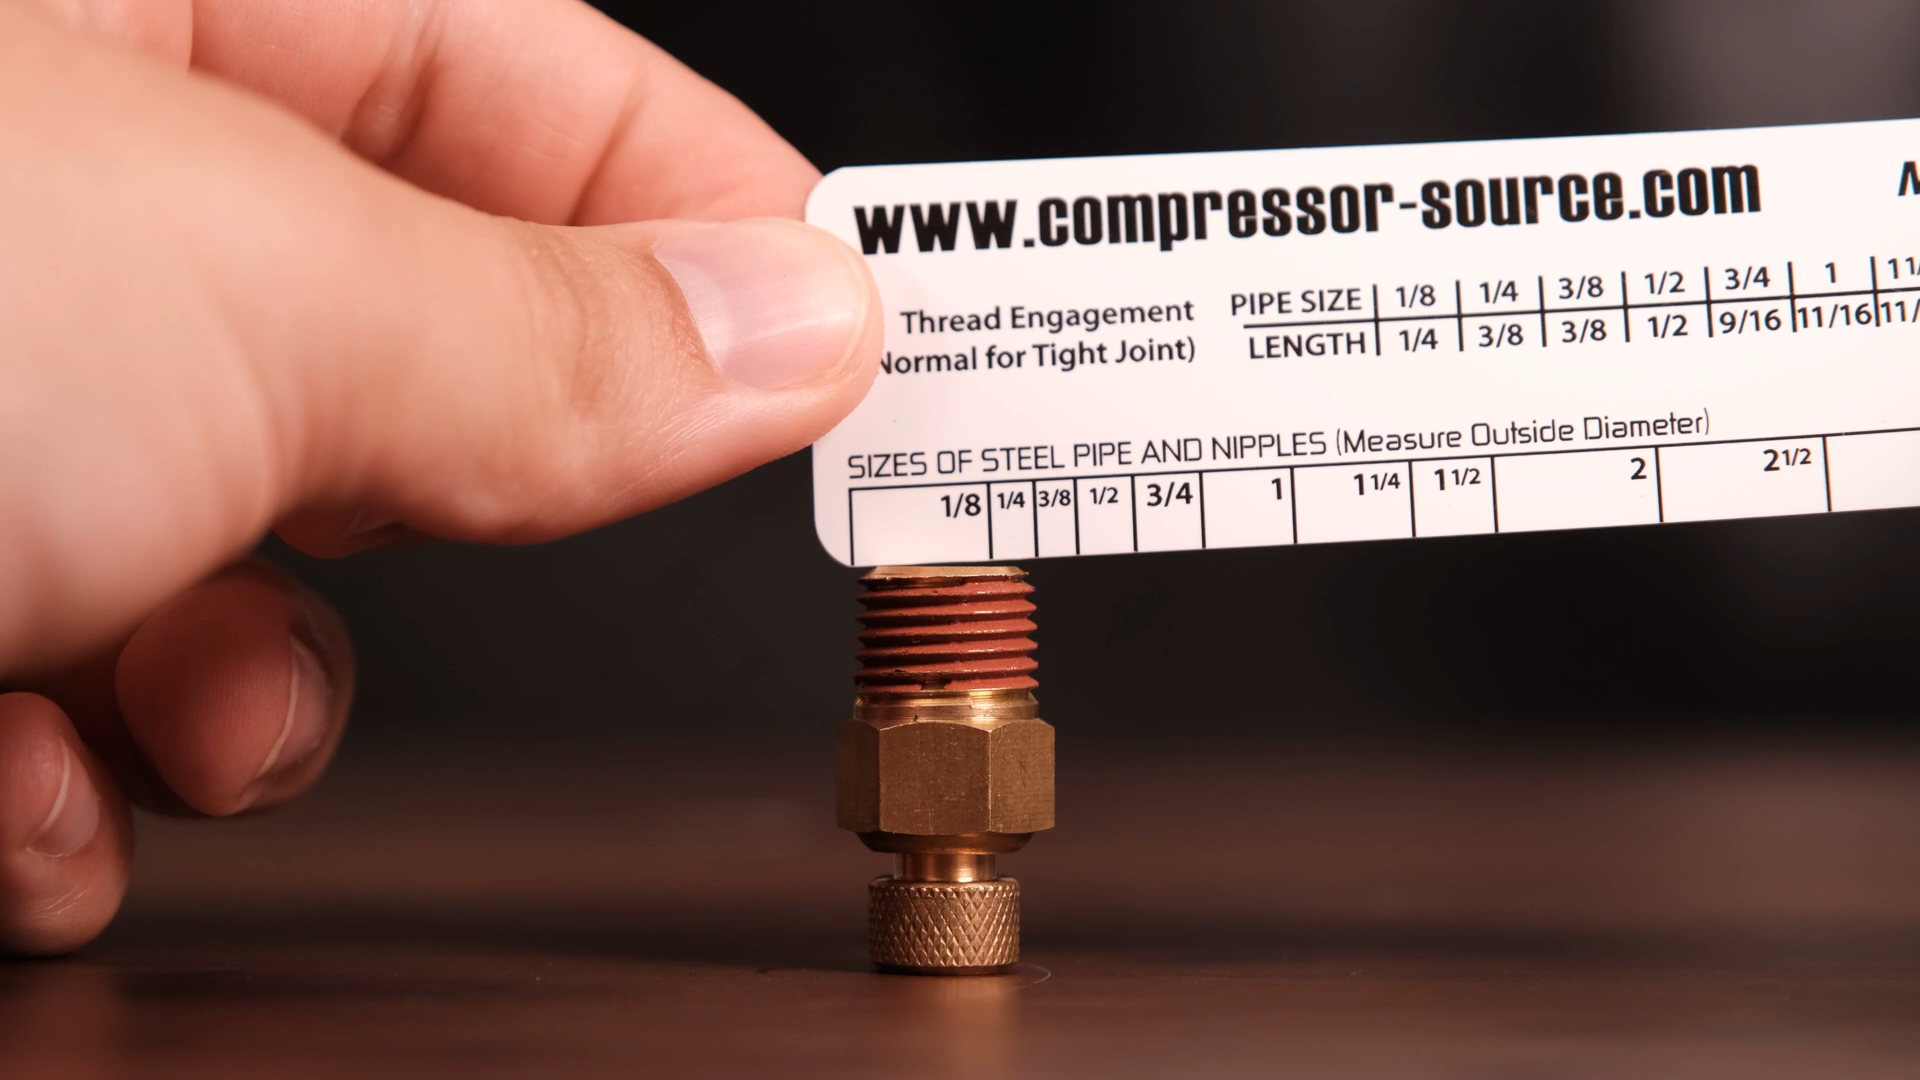 www.compressor-source.com
Thread Engagement
Normal for Tight Joint)
PIPE SIZE 1/8 1/4 3/8 1/2 3/4 1
LENGTH 1/4 3/8 3/8 1/2 9/16 11/16
SIZES OF STEEL PIPE AND NIPPLES (Measure Outside Diameter)
1/8 1/4 3/8 1/2 3/4 1 1 1/4 1 1/2 2 2 1/2